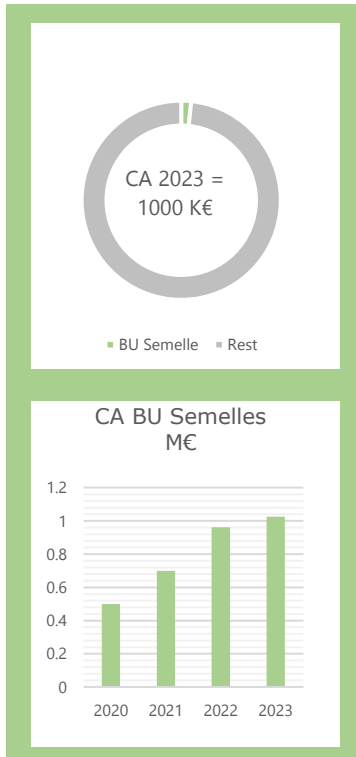 CA 2023 =
1000 K€
BU Semelle Rest
CA BU Semelles
M€
1.2
1
0.8
0.6
0.4
0.2
0
2020 2021 2022 2023